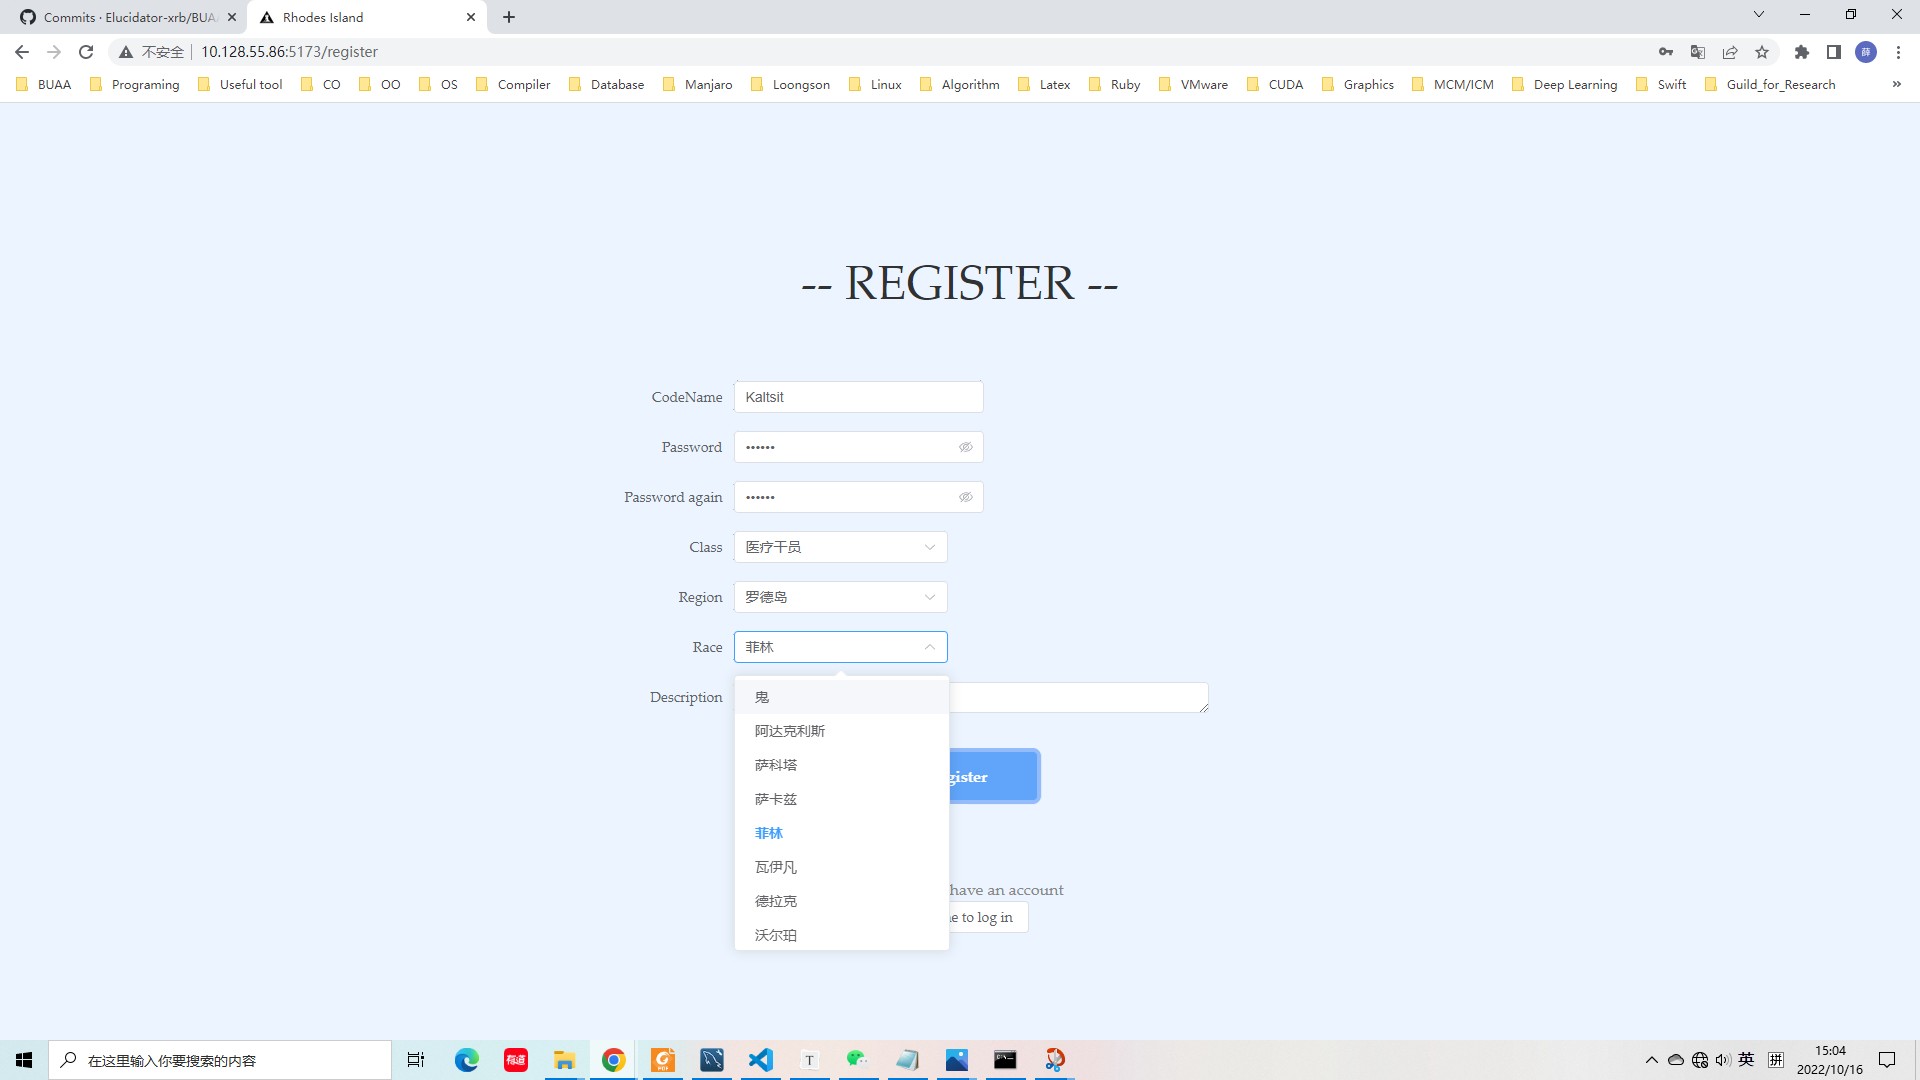 Commits · Elucidator-xrb/BUA
Rhodes Island
不安全
10.128.55.86:5173/register
薛
BUAA
Programing
Useful tool
CO
OO
OS
Compiler
Database
Manjaro
Loongson
Linux
Algorithm
Latex
Ruby
VMware
CUDA
Graphics
MCM/ICM
Deep Learning
Swift
Guild_for_Research
»
-- REGISTER --
CodeName
Kaltsit
Password
••••••
Password again
••••••
Class
医疗干员
Region
罗德岛
Race
菲林
Description
鬼
阿达克利斯
萨科塔
萨卡兹
菲林
瓦伊凡
德拉克
沃尔珀
gister
have an account
e to log in
在这里输入你要搜索的内容
有道
PDF
T
英
拼
15:04
2022/10/16